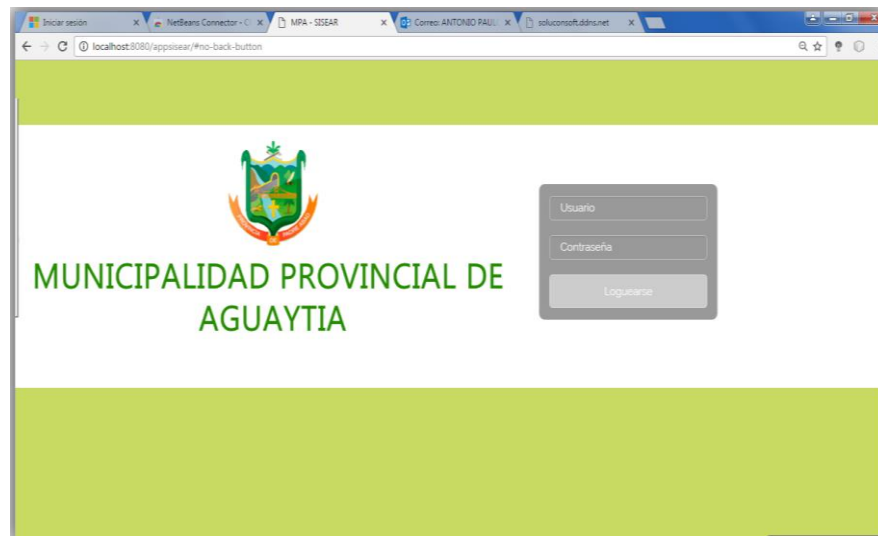 Iniciar sesión
NetBeans Connector - C
MPA - SISEAR
Correo: ANTONIO PAUL
soluconsoft.ddns.net
localhost:8080/appsisear/#no-back-button
MUNICIPALIDAD PROVINCIAL DE
AGUAYTIA
Usuario
Contraseña
Loguearse